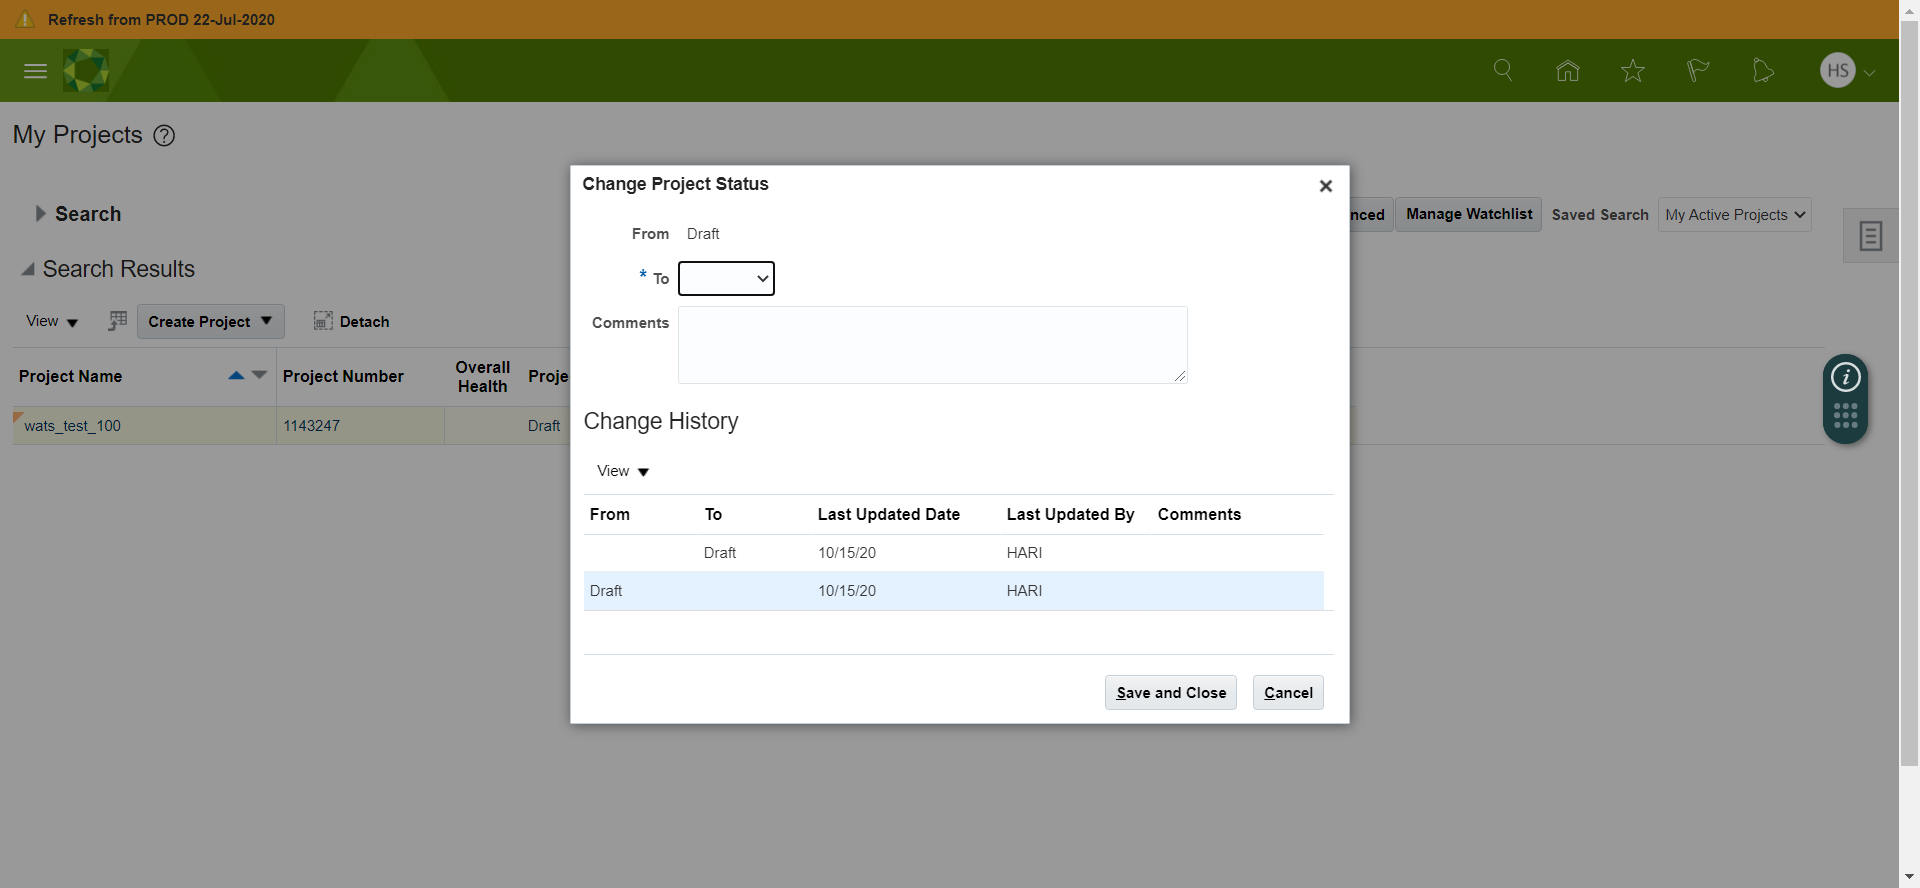 Refresh from PROD 22-Jul-2020
HS
My Projects ?
Search
nced
Manage Watchlist
Saved Search
My Active Projects
Search Results
View
Create Project
Detach
Project Name
Project Number
Overall Health
Proje
wats_test_100
1143247
Draft
Change Project Status
From Draft
* To
Comments
Change History
View
From To Last Updated Date Last Updated By Comments
Draft 10/15/20 HARI
Draft 10/15/20 HARI
Save and Close
Cancel
i